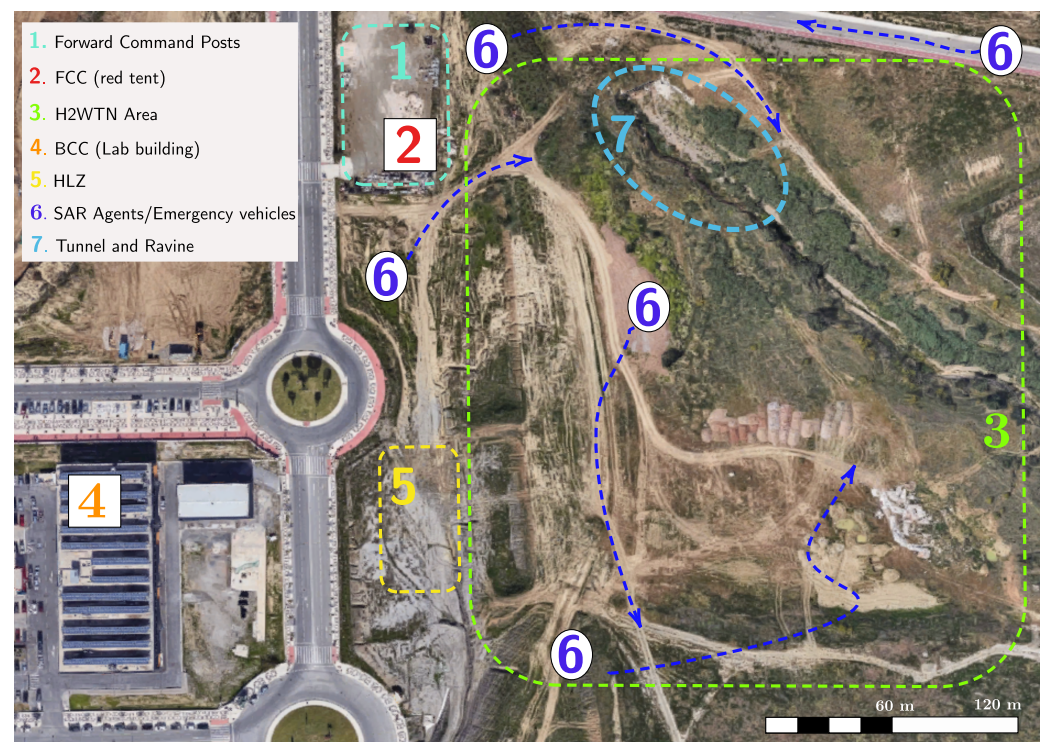 1. Forward Command Posts
2. FCC (red tent)
3. H2WTN Area
4. BCC (Lab building)
5. HLZ
6. SAR Agents/Emergency vehicles
7. Tunnel and Ravine
1
2
6
6
7
6
6
3
4
5
6
60 m
120 m